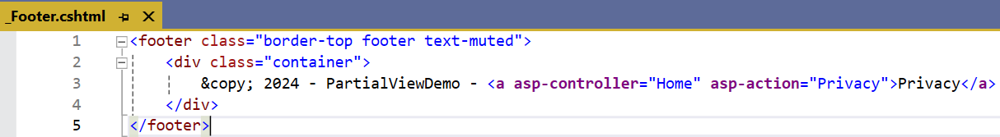 _Footer.cshtml
1 <footer class="border-top footer text-muted">
2 <div class="container">
3 &copy; 2024 - PartialViewDemo - <a asp-controller="Home" asp-action="Privacy">Privacy</a>
4 </div>
5 </footer>